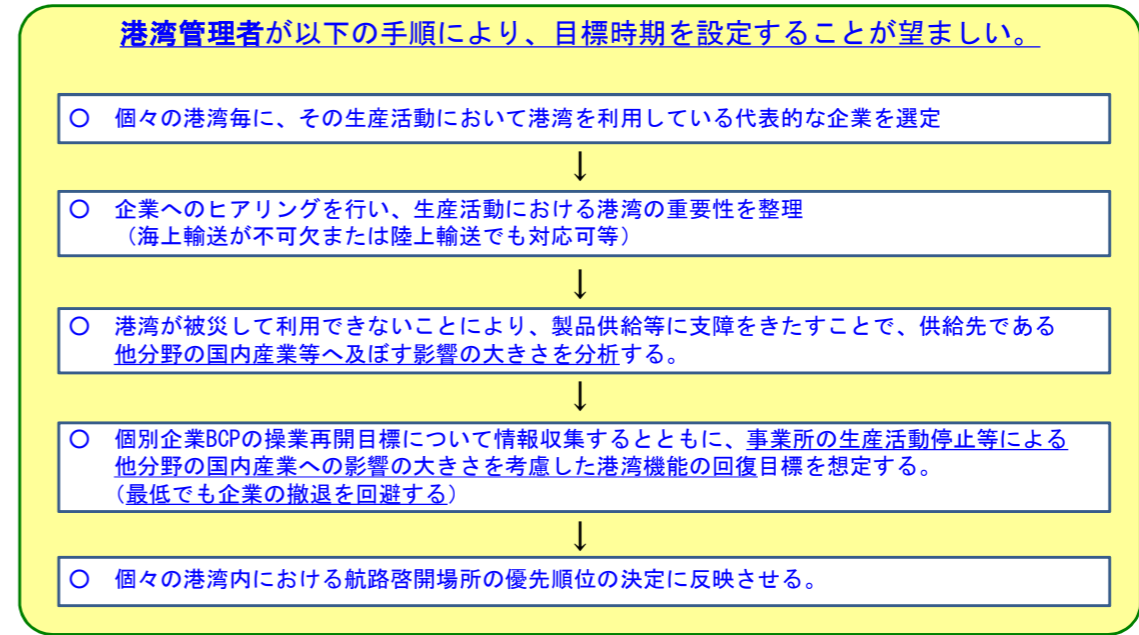 港湾管理者が以下の手順により、目標時期を設定することが望ましい。
○ 個々の港湾毎に、その生産活動において港湾を利用している代表的な企業を選定
↓
○ 企業へのヒアリングを行い、生産活動における港湾の重要性を整理
（海上輸送が不可欠または陸上輸送でも対応可等）
↓
○ 港湾が被災して利用できないことにより、製品供給等に支障をきたすことで、供給先である
他分野の国内産業等へ及ぼす影響の大きさを分析する。
↓
○ 個別企業BCPの操業再開目標について情報収集するとともに、事業所の生産活動停止等による
他分野の国内産業への影響の大きさを考慮した港湾機能の回復目標を想定する。
（最低でも企業の撤退を回避する）
↓
○ 個々の港湾内における航路啓開場所の優先順位の決定に反映させる。